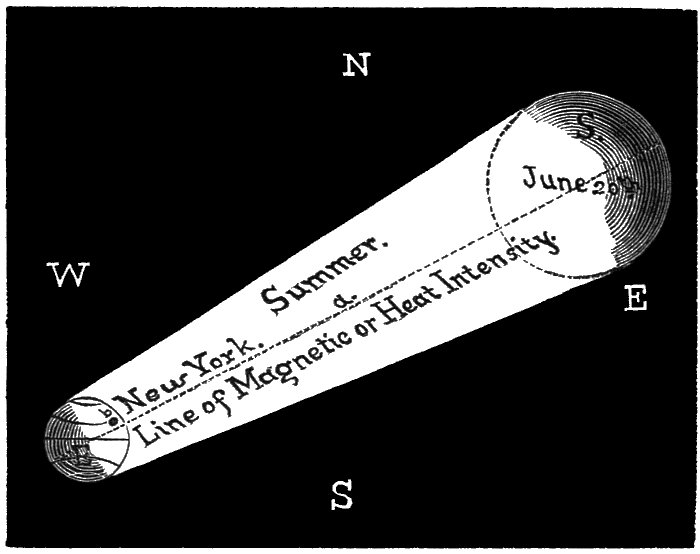 N
S.
June 20th
W
Summer.
a.
E
New York.
Line of Magnetic or Heat Intensity.
b
E
S